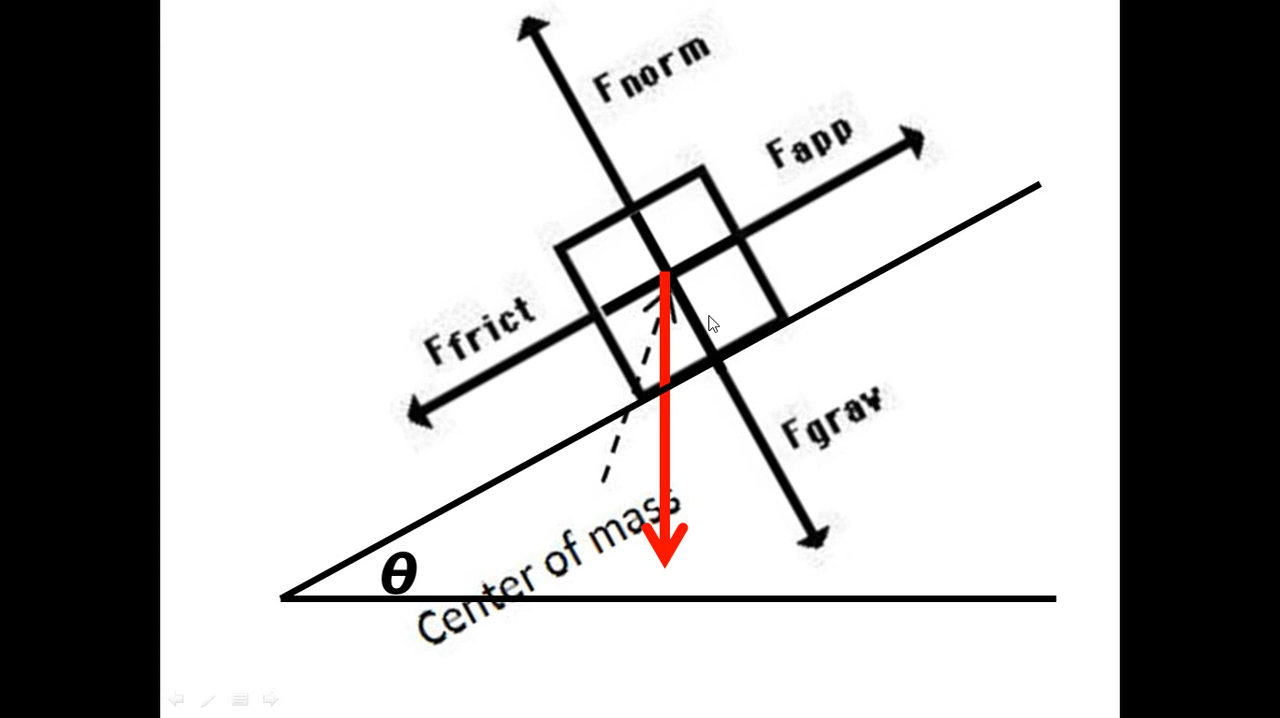 Fnorm
Fapp
Ffrict
Fgrav
Center of mass
θ